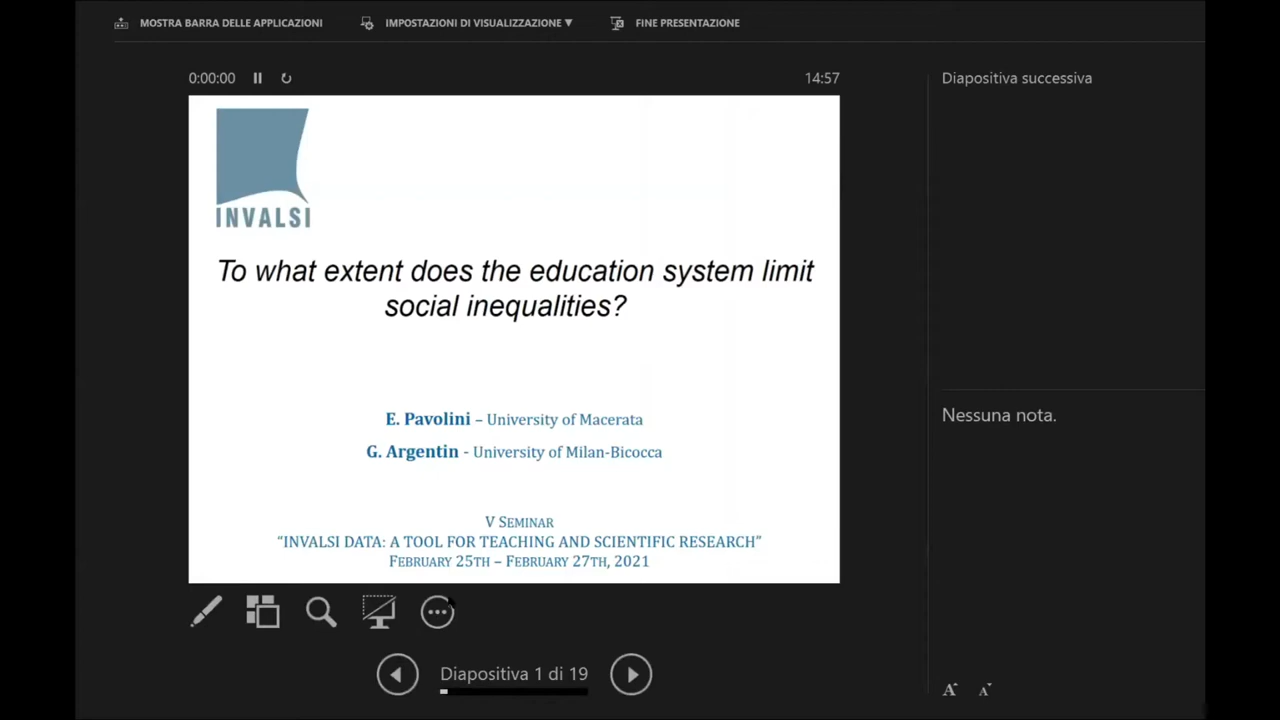 MOSTRA BARRA DELLE APPLICAZIONI
IMPOSTAZIONI DI VISUALIZZAZIONE ▼
FINE PRESENTAZIONE
0:00:00
14:57
Diapositiva successiva
INVALSI
To what extent does the education system limit
social inequalities?
E. Pavolini – University of Macerata
G. Argentin - University of Milan-Bicocca
V SEMINAR
“INVALSI DATA: A TOOL FOR TEACHING AND SCIENTIFIC RESEARCH”
FEBRUARY 25TH – FEBRUARY 27TH, 2021
Nessuna nota.
Diapositiva 1 di 19
A A